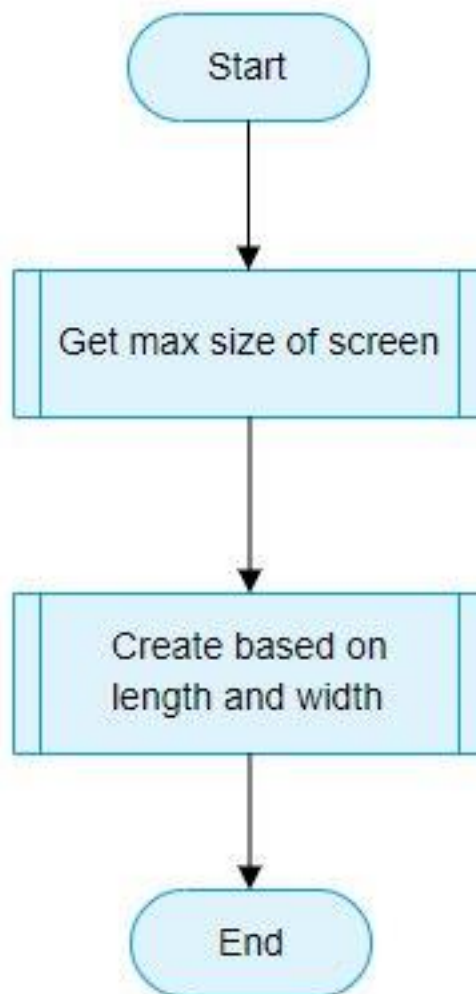 Start
Get max size of screen
Create based on
length and width
End